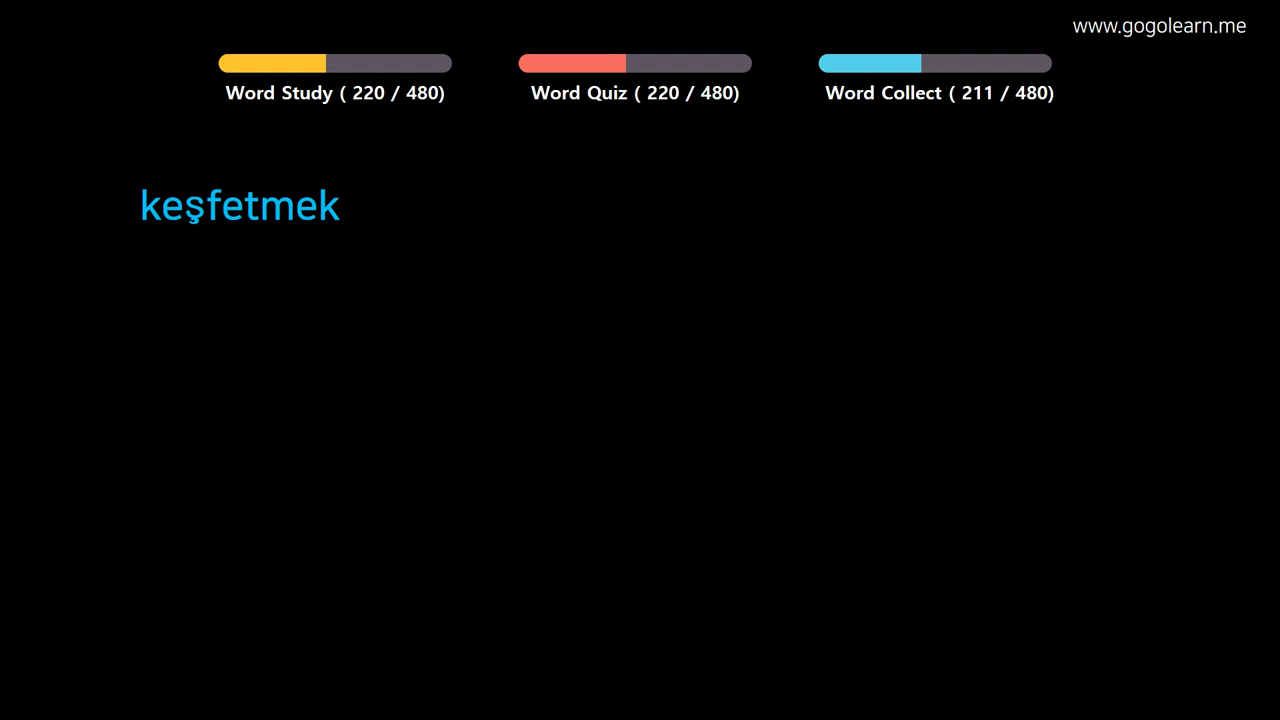 www.gogolearn.me
Word Study ( 220 / 480)
Word Quiz ( 220 / 480)
Word Collect ( 211 / 480)
keşfetmek